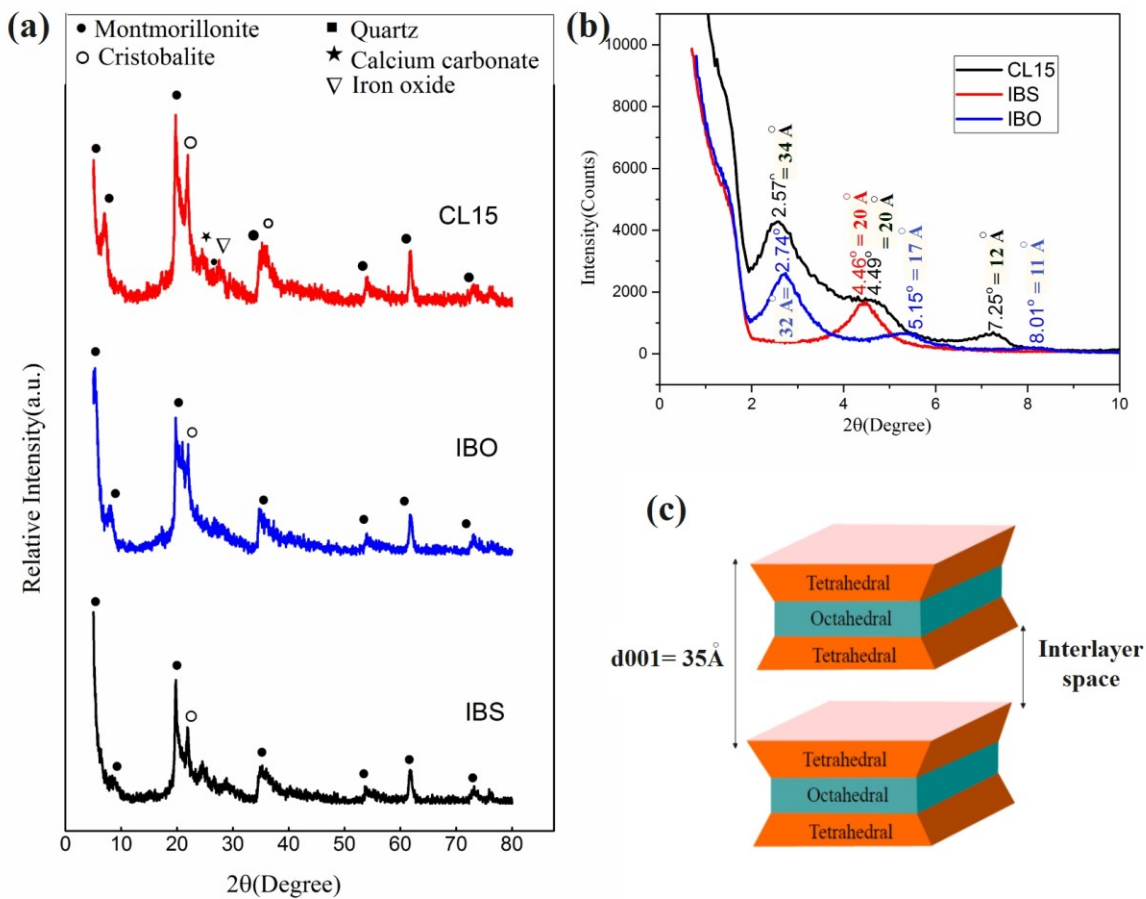 (a)
● Montmorillonite
○ Cristobalite
■ Quartz
★ Calcium carbonate
▽ Iron oxide
CL15
IBO
IBS
Relative Intensity(a.u.)
0 10 20 30 40 50 60 70 80
2θ(Degree)
(b)
10000
8000
6000
4000
2000
0
Intensity(Counts)
CL15
IBS
IBO
2.57° = 34 Å
32 Å = 2.74°
4.46° = 20 Å
4.49° = 20 Å
5.15° = 17 Å
7.25° = 12 Å
8.01° = 11 Å
0 2 4 6 8 10
2θ(Degree)
(c)
Tetrahedral
Octahedral
Tetrahedral
d001= 35Å
Interlayer
space
Tetrahedral
Octahedral
Tetrahedral